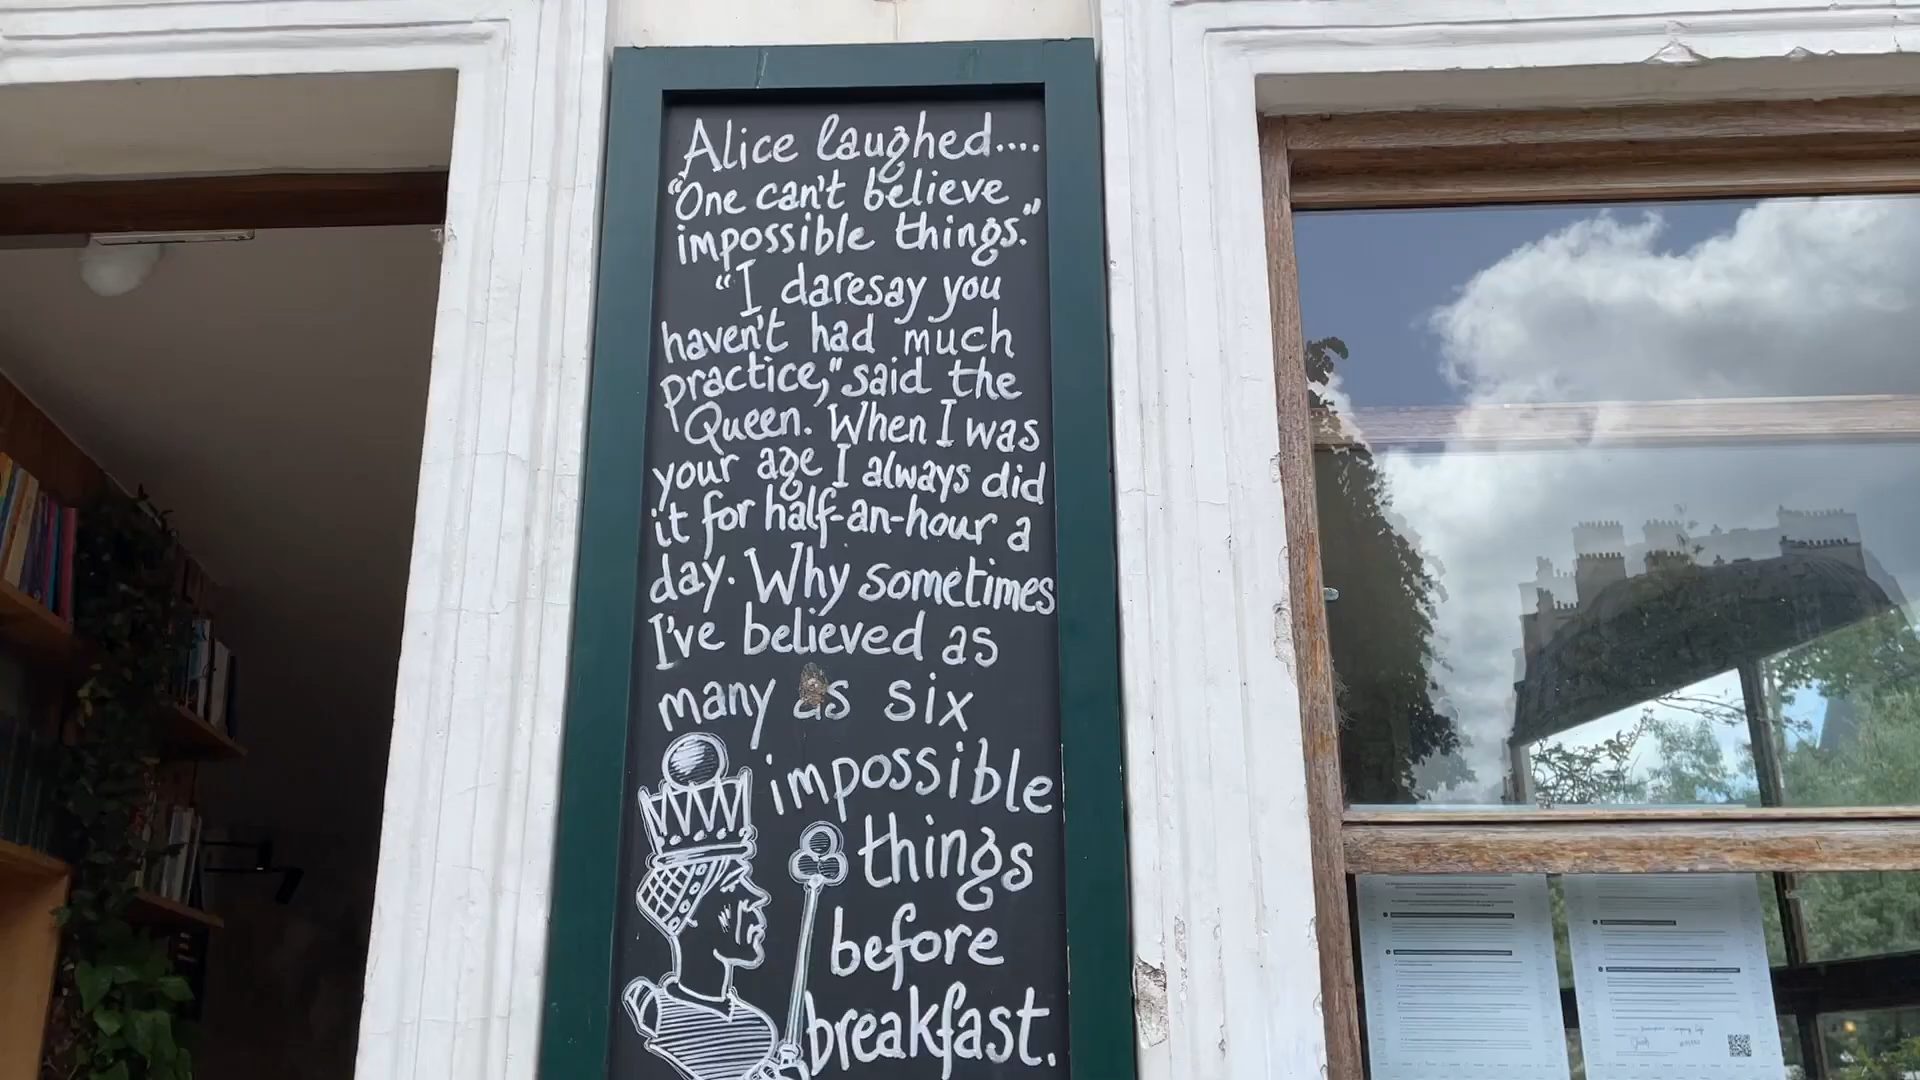 Alice laughed....
"One can't believe
impossible things."
"I daresay you
haven't had much
practice," said the
Queen. When I was
your age I always did
it for half-an-hour a
day. Why sometimes
I've believed as
many as six
impossible
things
before
breakfast.